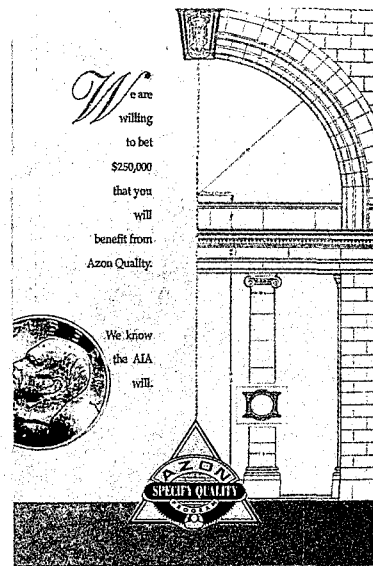 We are
willing
to bet
$250,000
that you
will
benefit from
Azon Quality.
We know
the AIA
will.
AZON
SPECIFY QUALITY